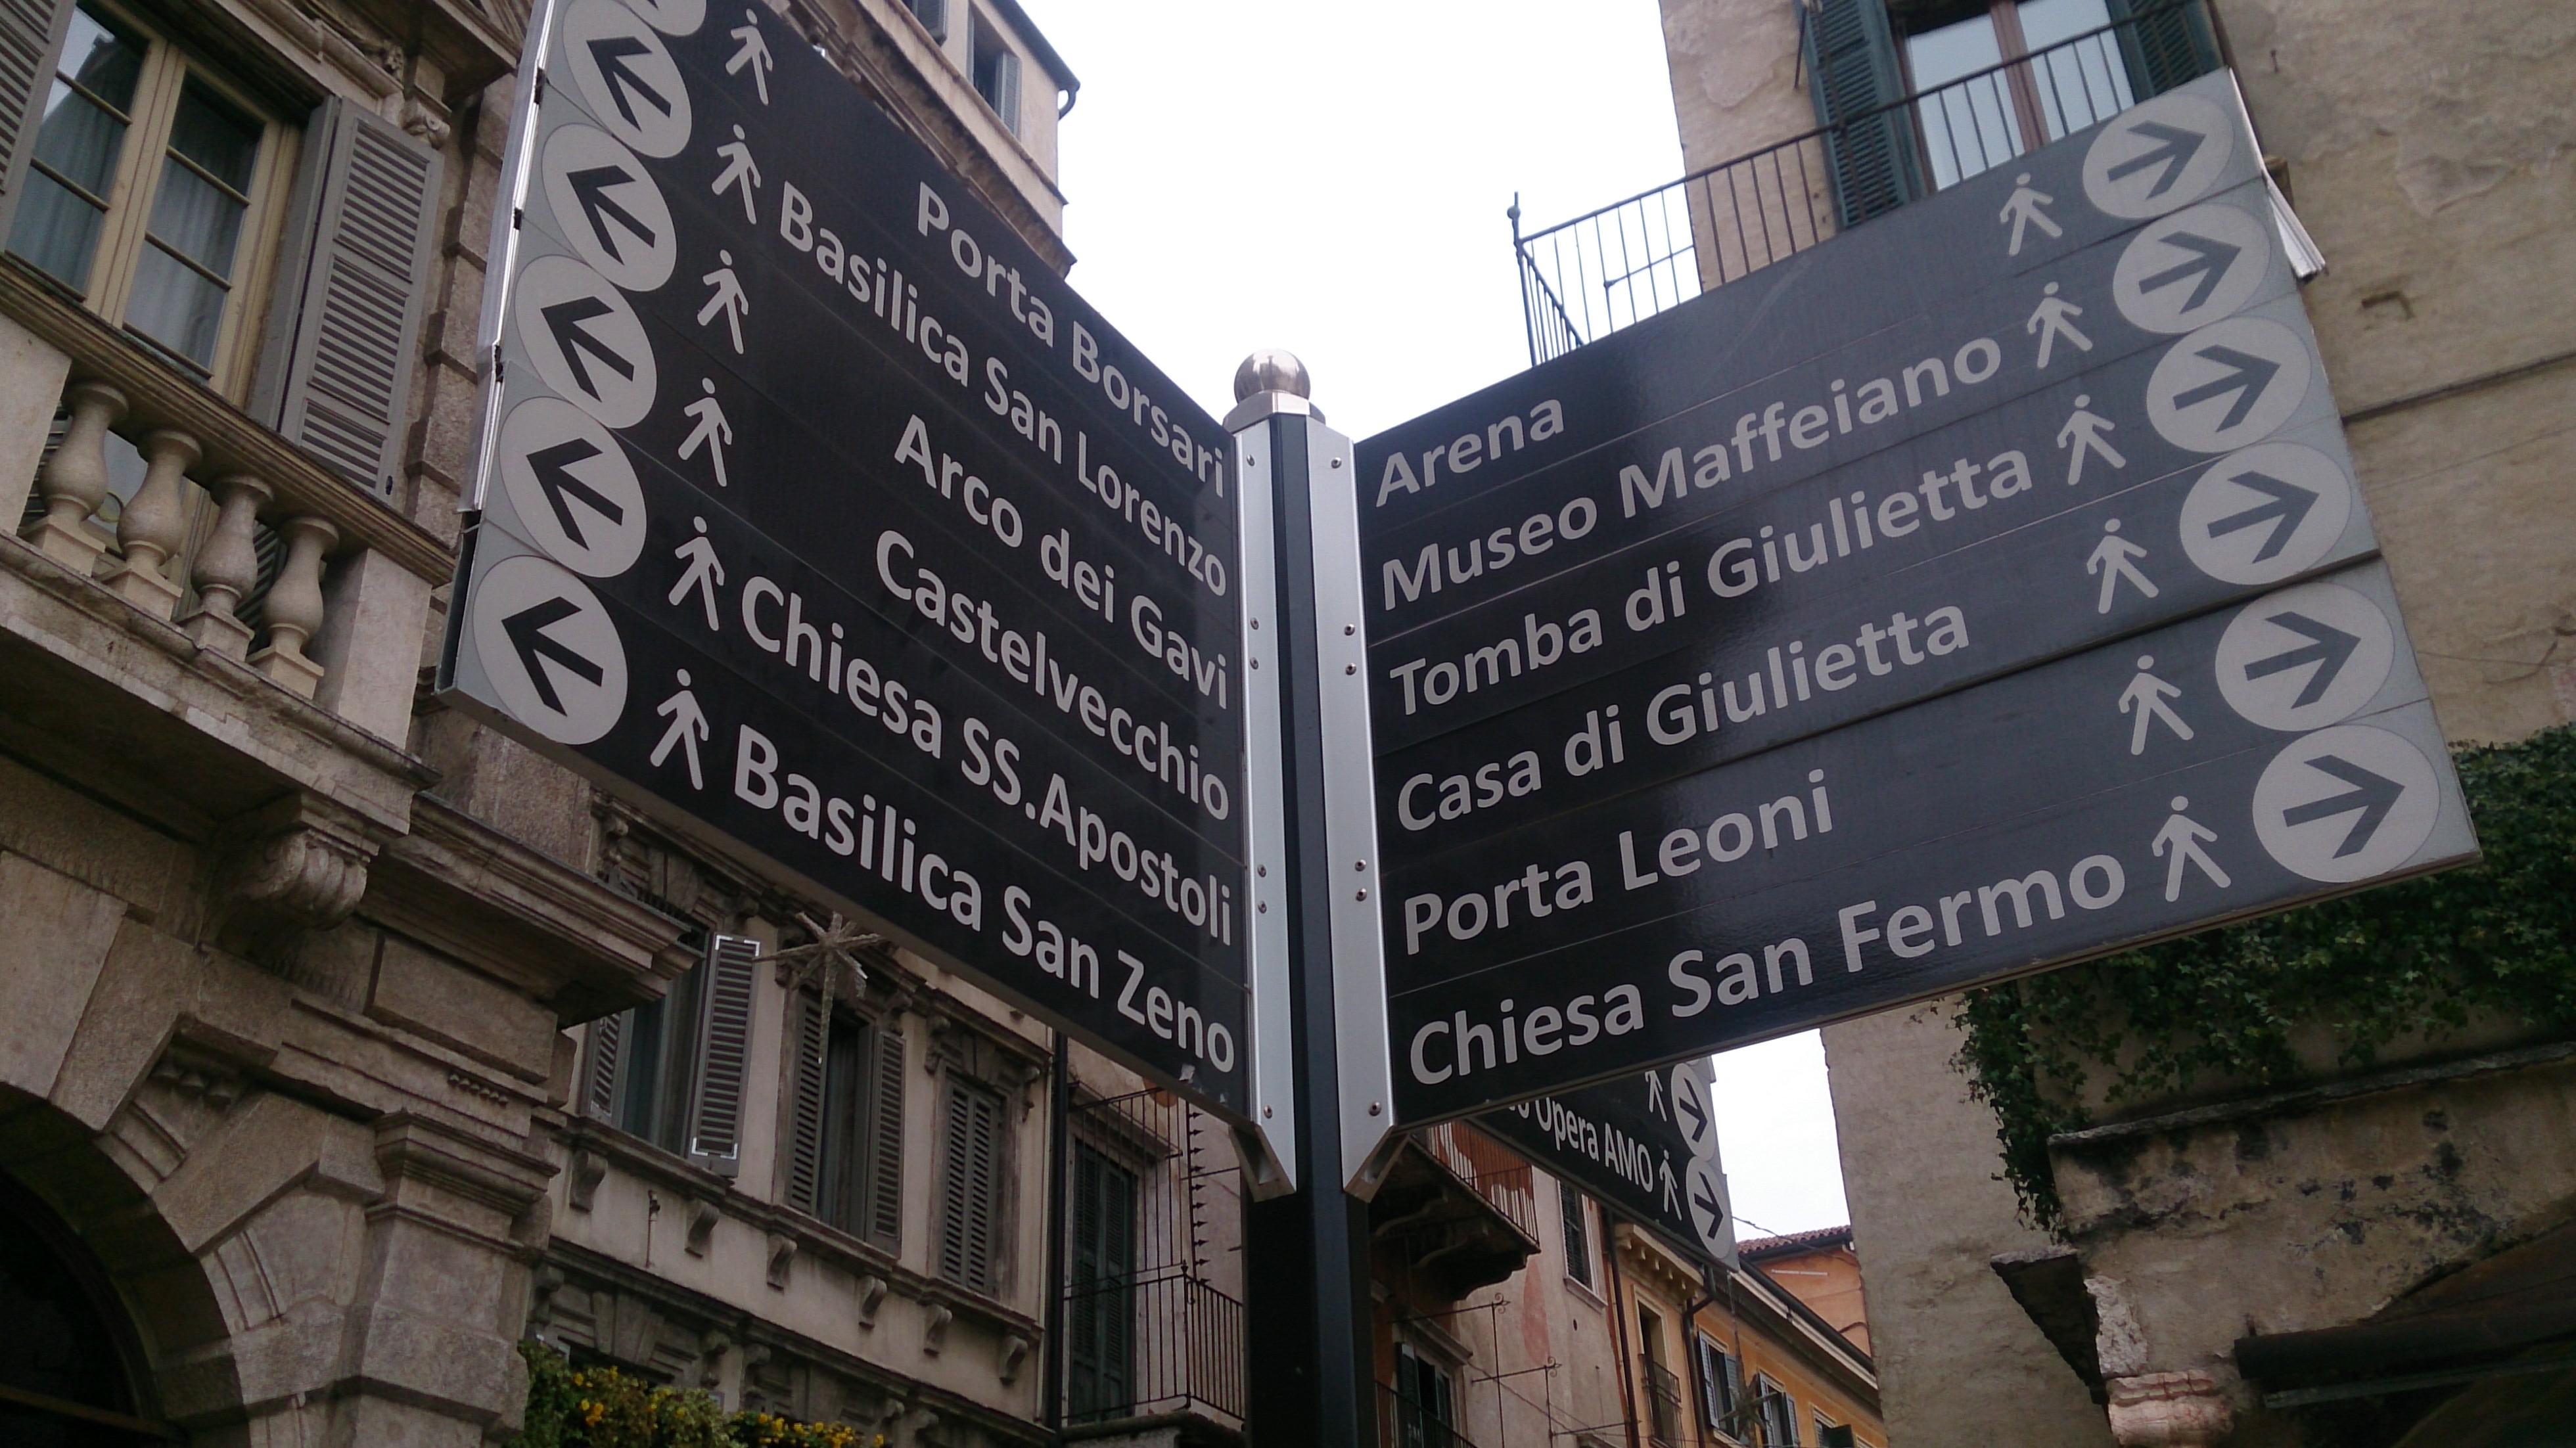 Porta Borsari
Basilica San Lorenzo
Arco dei Gavi
Castelvecchio
Chiesa SS.Apostoli
Basilica San Zeno
Arena
Museo Maffeiano
Tomba di Giulietta
Casa di Giulietta
Porta Leoni
Chiesa San Fermo
Opera AMO